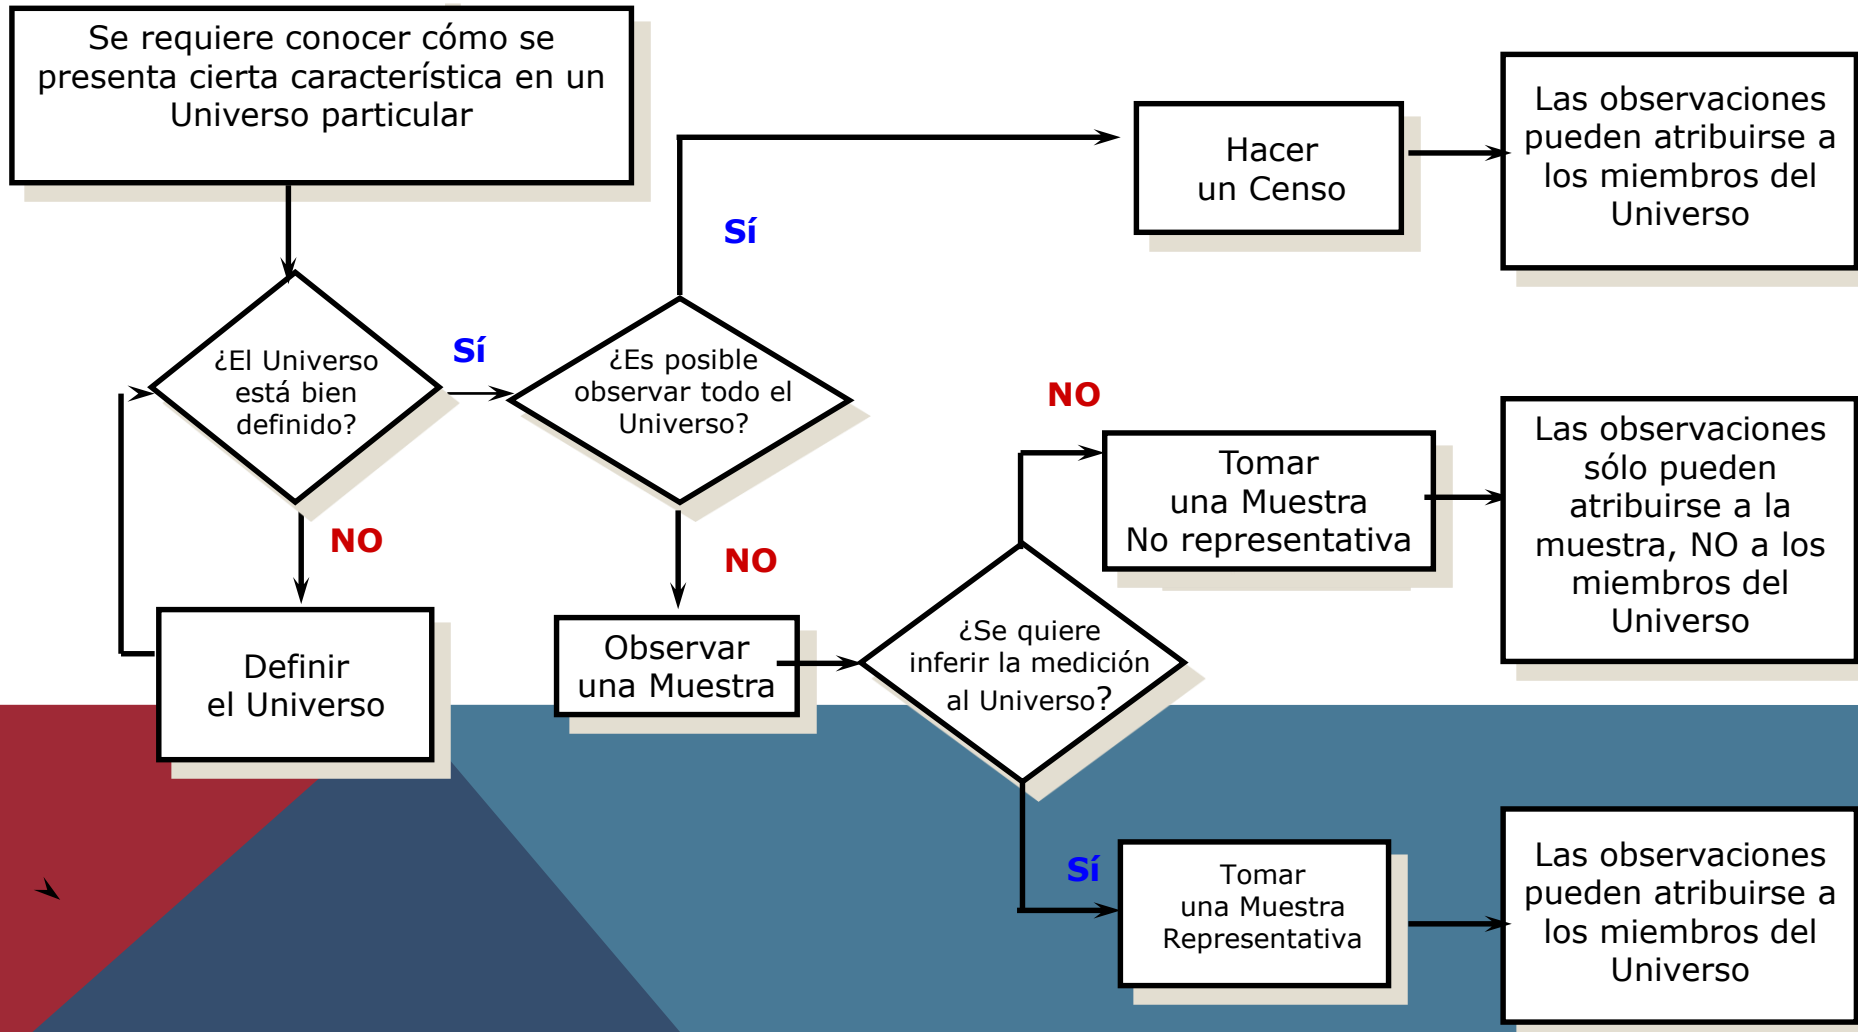 Se requiere conocer cómo se
presenta cierta característica en un
Universo particular
Hacer
un Censo
Las observaciones
pueden atribuirse a
los miembros del
Universo
Sí
¿El Universo
está bien
definido?
Sí
¿Es posible
observar todo el
Universo?
NO
Tomar
una Muestra
No representativa
Las observaciones
sólo pueden
atribuirse a la
muestra, NO a los
miembros del
Universo
NO
NO
Definir
el Universo
Observar
una Muestra
¿Se quiere
inferir la medición
al Universo?
Sí
Tomar
una Muestra
Representativa
Las observaciones
pueden atribuirse a
los miembros del
Universo